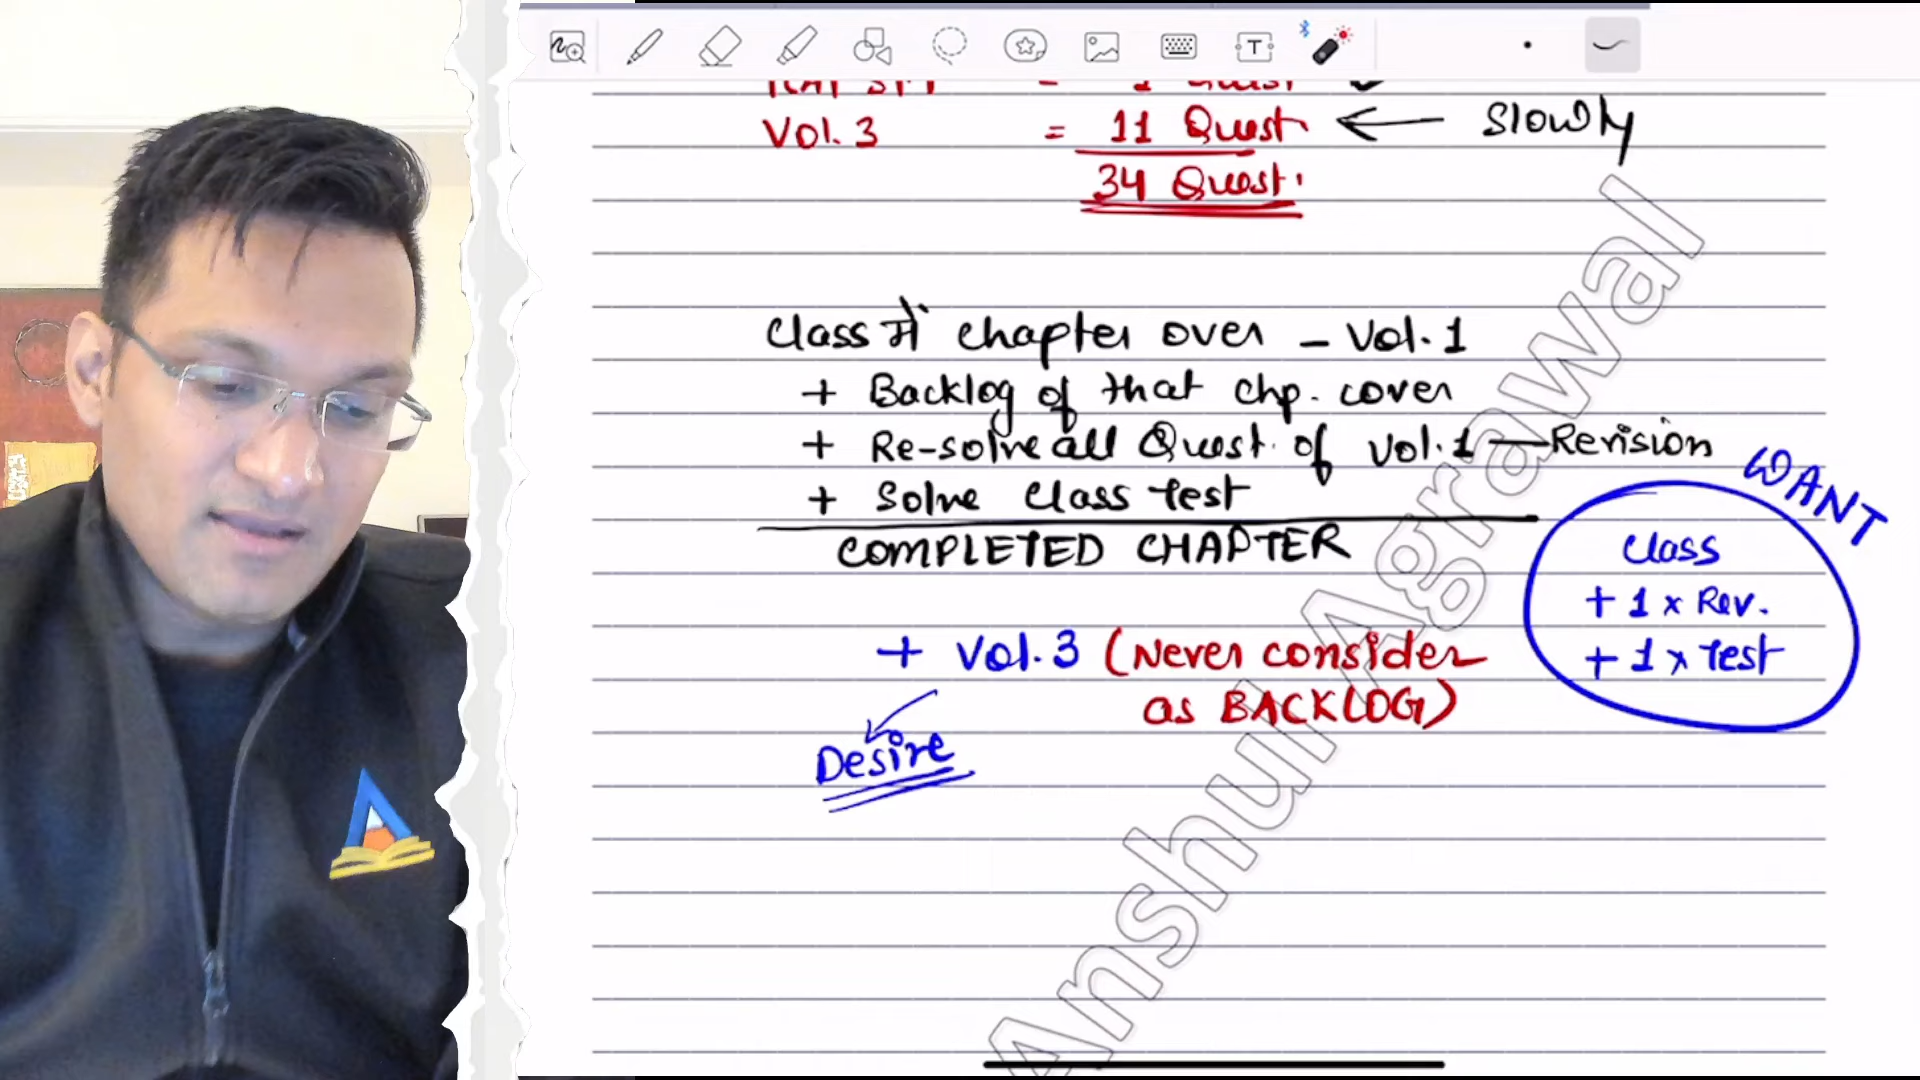 Vol. 3 = 11 Quest. ← Slowly
34 Quest.
Class में Chapter over – Vol. 1
+ Backlog of that Chp. cover
+ Re-solve all Quest. of Vol. 1 — Revision
+ Solve Class Test
COMPLETED CHAPTER
+ Vol. 3 (Never consider
as BACKLOG)
Desire
WANT
Class
+ 1 x Rev.
+ 1 x Test
Anshul Agrawal